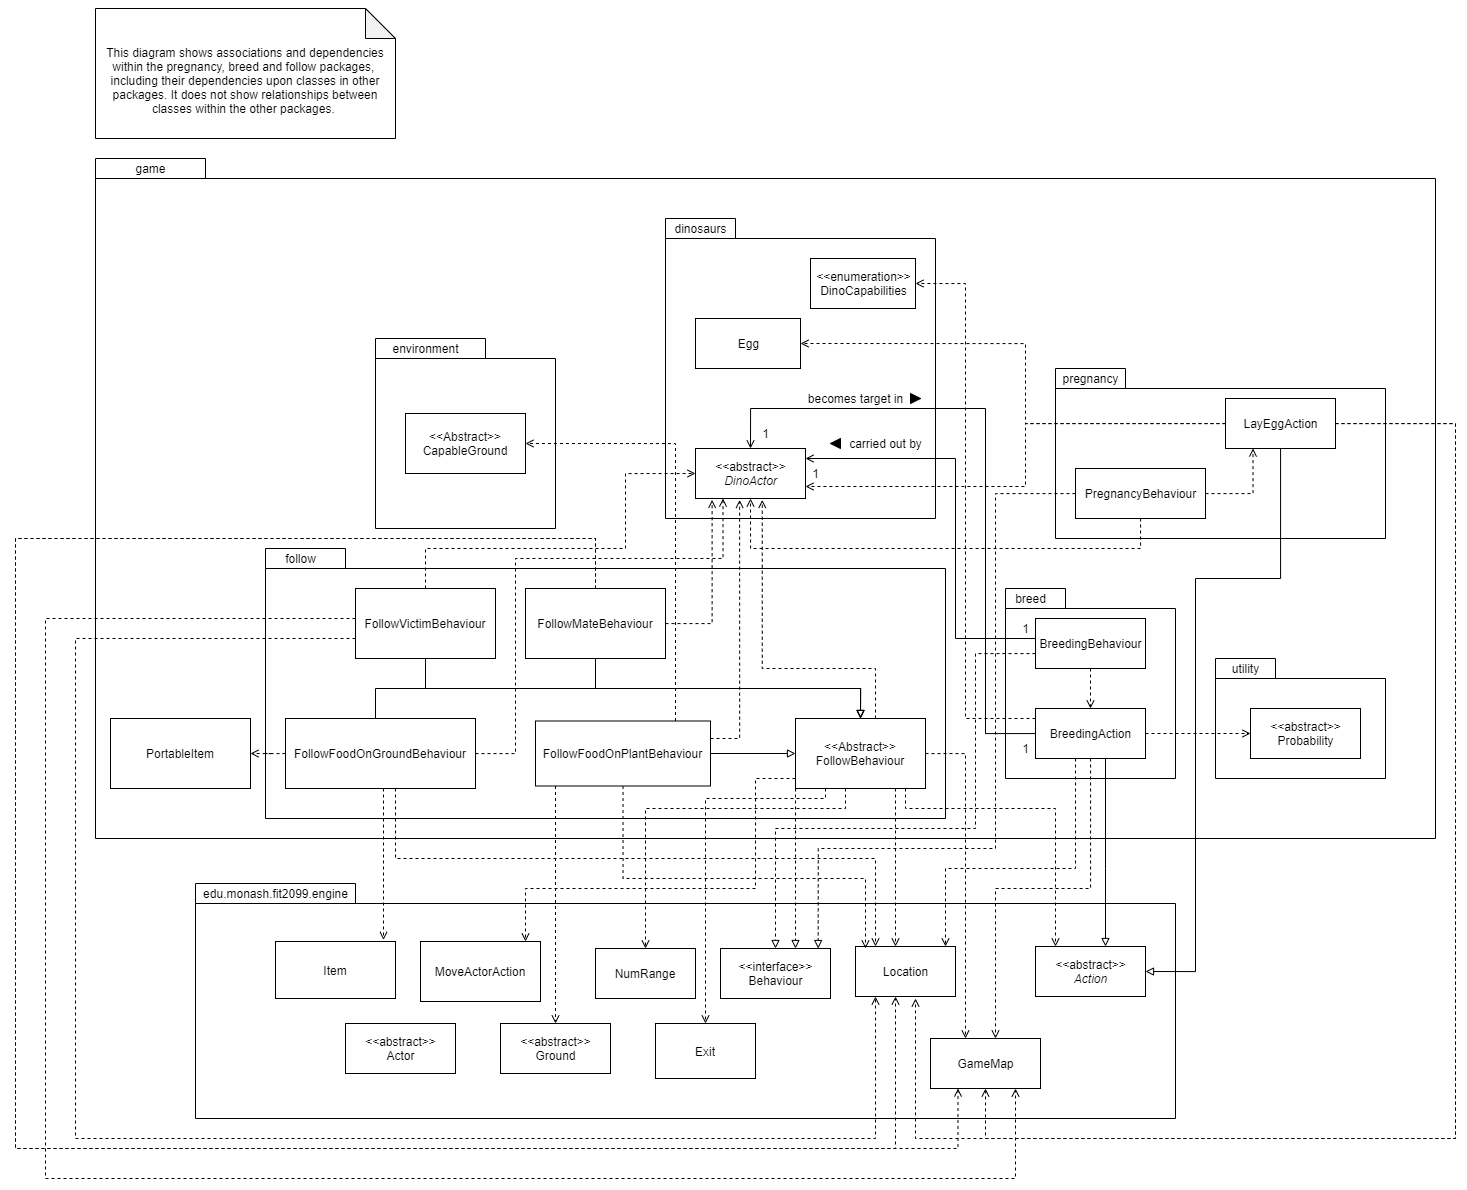 This diagram shows associations and dependencies
within the pregnancy, breed and follow packages,
including their dependencies upon classes in other
packages. It does not show relationships between
classes within the other packages.
game
dinosaurs
<<enumeration>>
DinoCapabilities
Egg
environment
<<Abstract>>
CapableGround
becomes target in
1
carried out by
1
<<abstract>>
DinoActor
pregnancy
LayEggAction
PregnancyBehaviour
follow
FollowVictimBehaviour
FollowMateBehaviour
breed
1
BreedingBehaviour
BreedingAction
1
utility
<<abstract>>
Probability
PortableItem
FollowFoodOnGroundBehaviour
FollowFoodOnPlantBehaviour
<<Abstract>>
FollowBehaviour
edu.monash.fit2099.engine
Item
MoveActorAction
NumRange
<<interface>>
Behaviour
Location
<<abstract>>
Action
<<abstract>>
Actor
<<abstract>>
Ground
Exit
GameMap